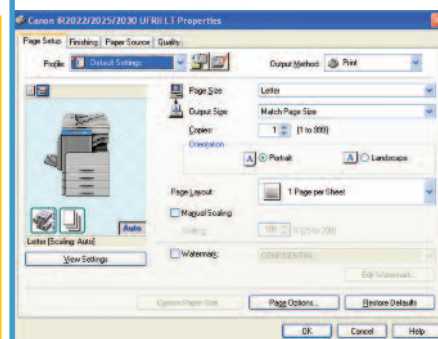 Canon iR2022/2025/2030 UFRII LT Properties
Page Setup Finishing Paper Source Quality
Profile: Default Settings Output Method: Print
Page Size Letter
Output Size Match Page Size
Copies: 1 [1 to 999]
Orientation
A Portrait A Landscape
Page Layout: 1 Page per Sheet
Manual Scaling
Scaling: 100 % [25 to 200]
Auto
Letter [Scaling: Auto]
View Settings
Watermark: CONFIDENTIAL
Edit Watermark...
Custom Paper Size... Page Options... Restore Defaults
OK Cancel Help